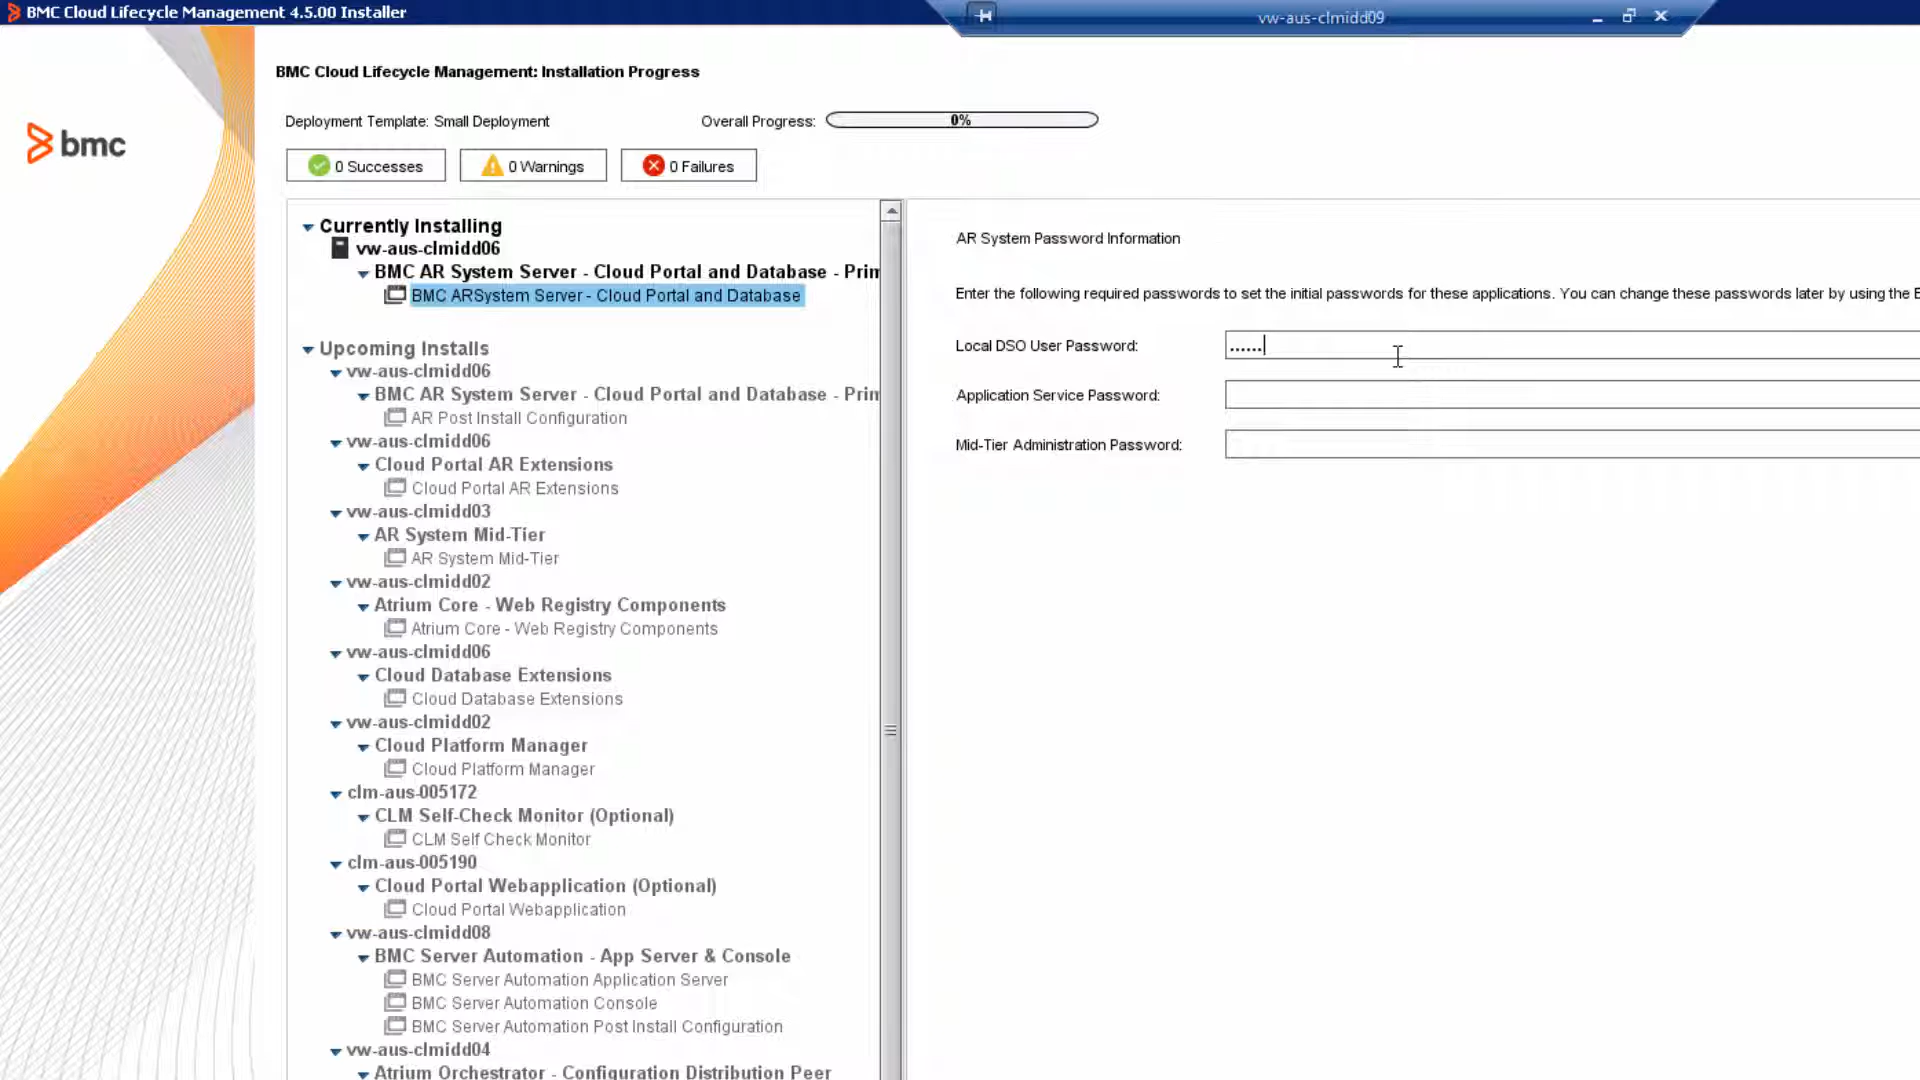 BMC Cloud Lifecycle Management 4.5.00 Installer
vw-aus-clmidd09
bmc
BMC Cloud Lifecycle Management: Installation Progress
Deployment Template: Small Deployment
Overall Progress:
0%
0 Successes
0 Warnings
0 Failures
Currently Installing
vw-aus-clmidd06
BMC AR System Server - Cloud Portal and Database - Prim
BMC ARSystem Server - Cloud Portal and Database
Upcoming Installs
vw-aus-clmidd06
BMC AR System Server - Cloud Portal and Database - Prim
AR Post Install Configuration
vw-aus-clmidd06
Cloud Portal AR Extensions
Cloud Portal AR Extensions
vw-aus-clmidd03
AR System Mid-Tier
AR System Mid-Tier
vw-aus-clmidd02
Atrium Core - Web Registry Components
Atrium Core - Web Registry Components
vw-aus-clmidd06
Cloud Database Extensions
Cloud Database Extensions
vw-aus-clmidd02
Cloud Platform Manager
Cloud Platform Manager
clm-aus-005172
CLM Self-Check Monitor (Optional)
CLM Self Check Monitor
clm-aus-005190
Cloud Portal Webapplication (Optional)
Cloud Portal Webapplication
vw-aus-clmidd08
BMC Server Automation - App Server & Console
BMC Server Automation Application Server
BMC Server Automation Console
BMC Server Automation Post Install Configuration
vw-aus-clmidd04
Atrium Orchestrator - Configuration Distribution Peer
AR System Password Information
Enter the following required passwords to set the initial passwords for these applications. You can change these passwords later by using the
Local DSO User Password:
......
Application Service Password:
Mid-Tier Administration Password: